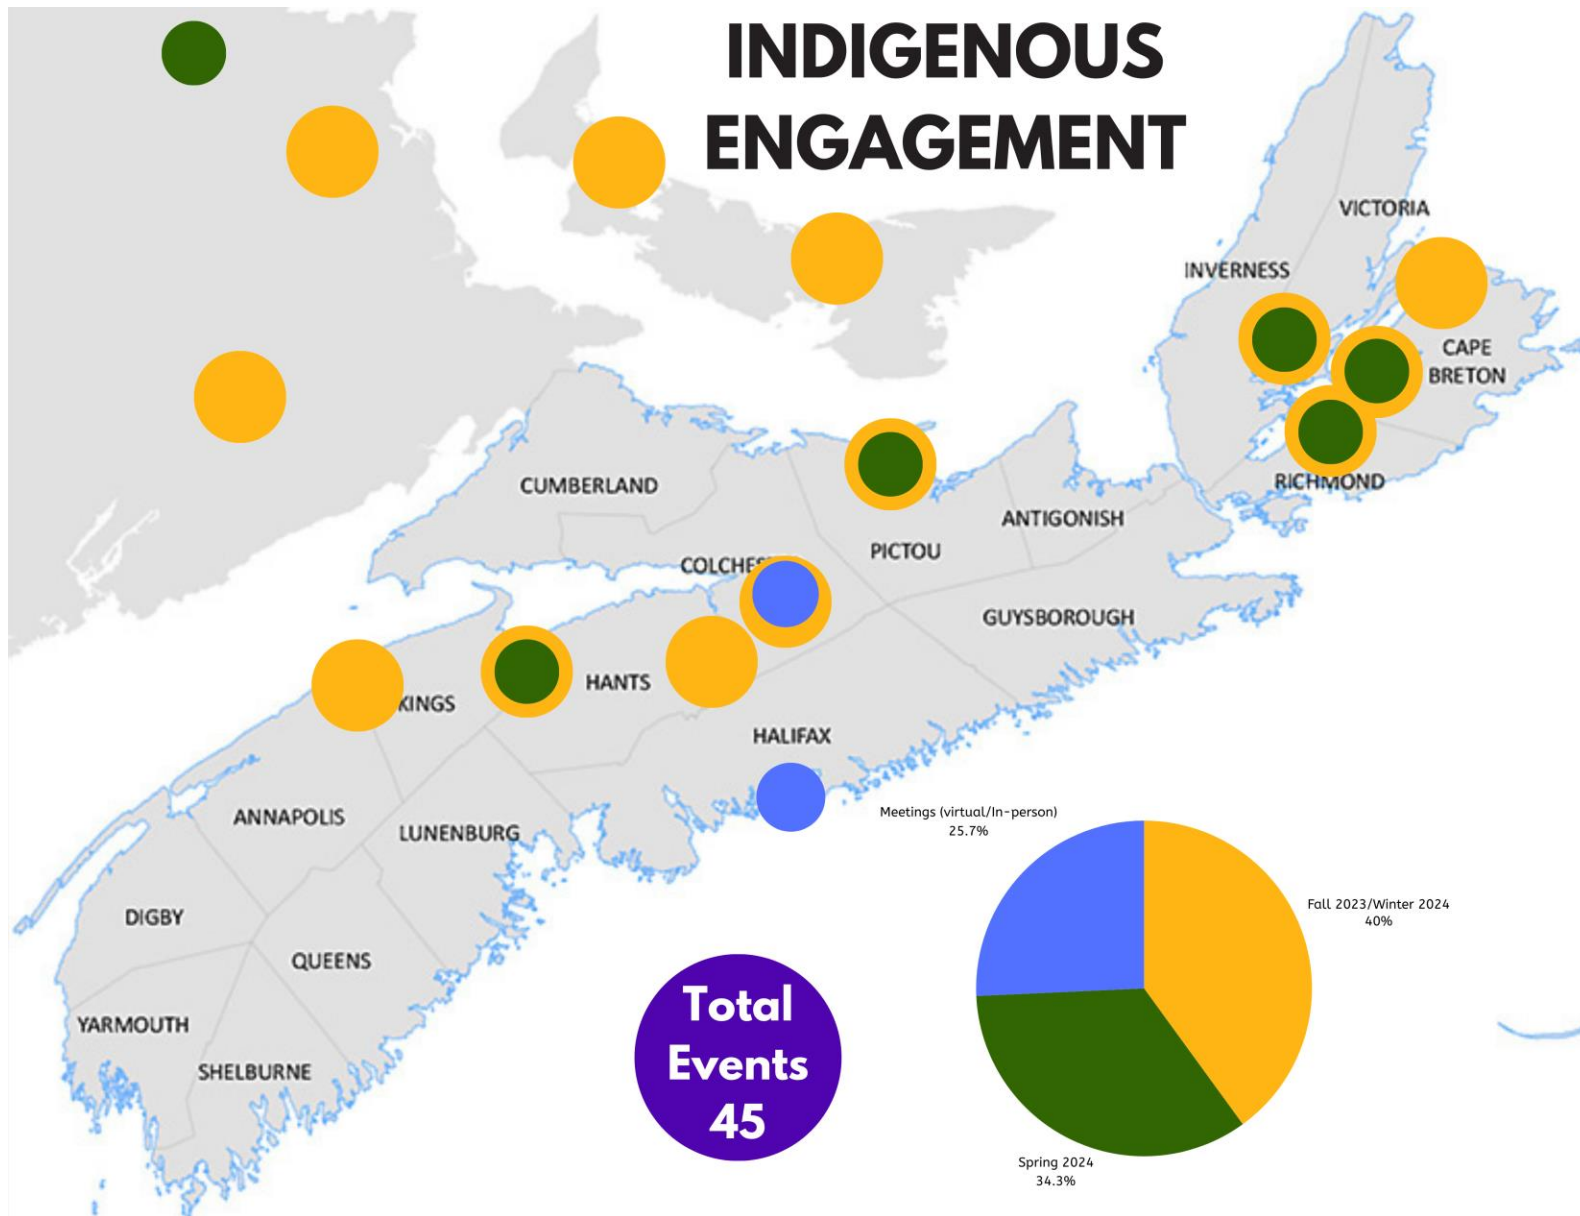 INDIGENOUS
ENGAGEMENT
VICTORIA
INVERNESS
CAPE
BRETON
RICHMOND
CUMBERLAND
ANTIGONISH
PICTOU
GUYSBOROUGH
HANTS
KINGS
HALIFAX
ANNAPOLIS
LUNENBURG
DIGBY
QUEENS
YARMOUTH
SHELBURNE
Total
Events
45
Meetings (virtual/In-person)
25.7%
Fall 2023/Winter 2024
40%
Spring 2024
34.3%